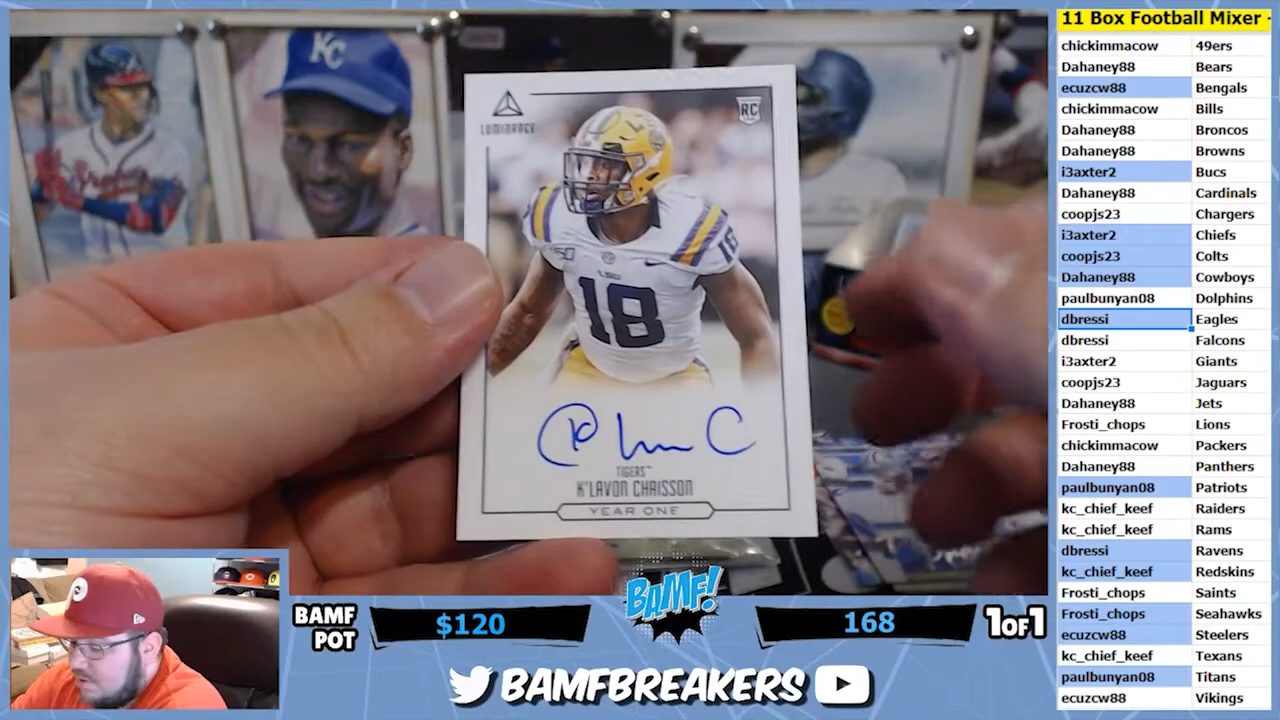 11 Box Football Mixer -
chickimmacow 49ers
Dahaney88 Bears
ecuzcw88 Bengals
chickimmacow Bills
Dahaney88 Broncos
Dahaney88 Browns
i3axter2 Bucs
Dahaney88 Cardinals
coopjs23 Chargers
i3axter2 Chiefs
coopjs23 Colts
Dahaney88 Cowboys
paulbunyan08 Dolphins
dbressi Eagles
dbressi Falcons
i3axter2 Giants
coopjs23 Jaguars
Dahaney88 Jets
Frosti_chops Lions
chickimmacow Packers
Dahaney88 Panthers
paulbunyan08 Patriots
kc_chief_keef Raiders
kc_chief_keef Rams
dbressi Ravens
kc_chief_keef Redskins
Frosti_chops Saints
Frosti_chops Seahawks
ecuzcw88 Steelers
kc_chief_keef Texans
paulbunyan08 Titans
ecuzcw88 Vikings
KC
LUMINANCE
RC
LSU
18
18
TIGERS™
K'LAVON CHAISSON
YEAR ONE
BAMF POT
$120
BAMF!
168
1OF1
BAMFBREAKERS